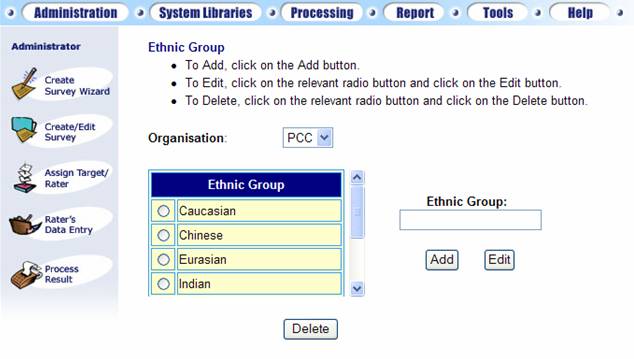 Administration System Libraries Processing Report Tools Help
Administrator
Create
Survey Wizard
Create/Edit
Survey
Assign Target/
Rater
Rater's
Data Entry
Process
Result
Ethnic Group
To Add, click on the Add button.
To Edit, click on the relevant radio button and click on the Edit button.
To Delete, click on the relevant radio button and click on the Delete button.
Organisation: PCC
Ethnic Group
Caucasian
Chinese
Eurasian
Indian
Ethnic Group:
Add Edit
Delete